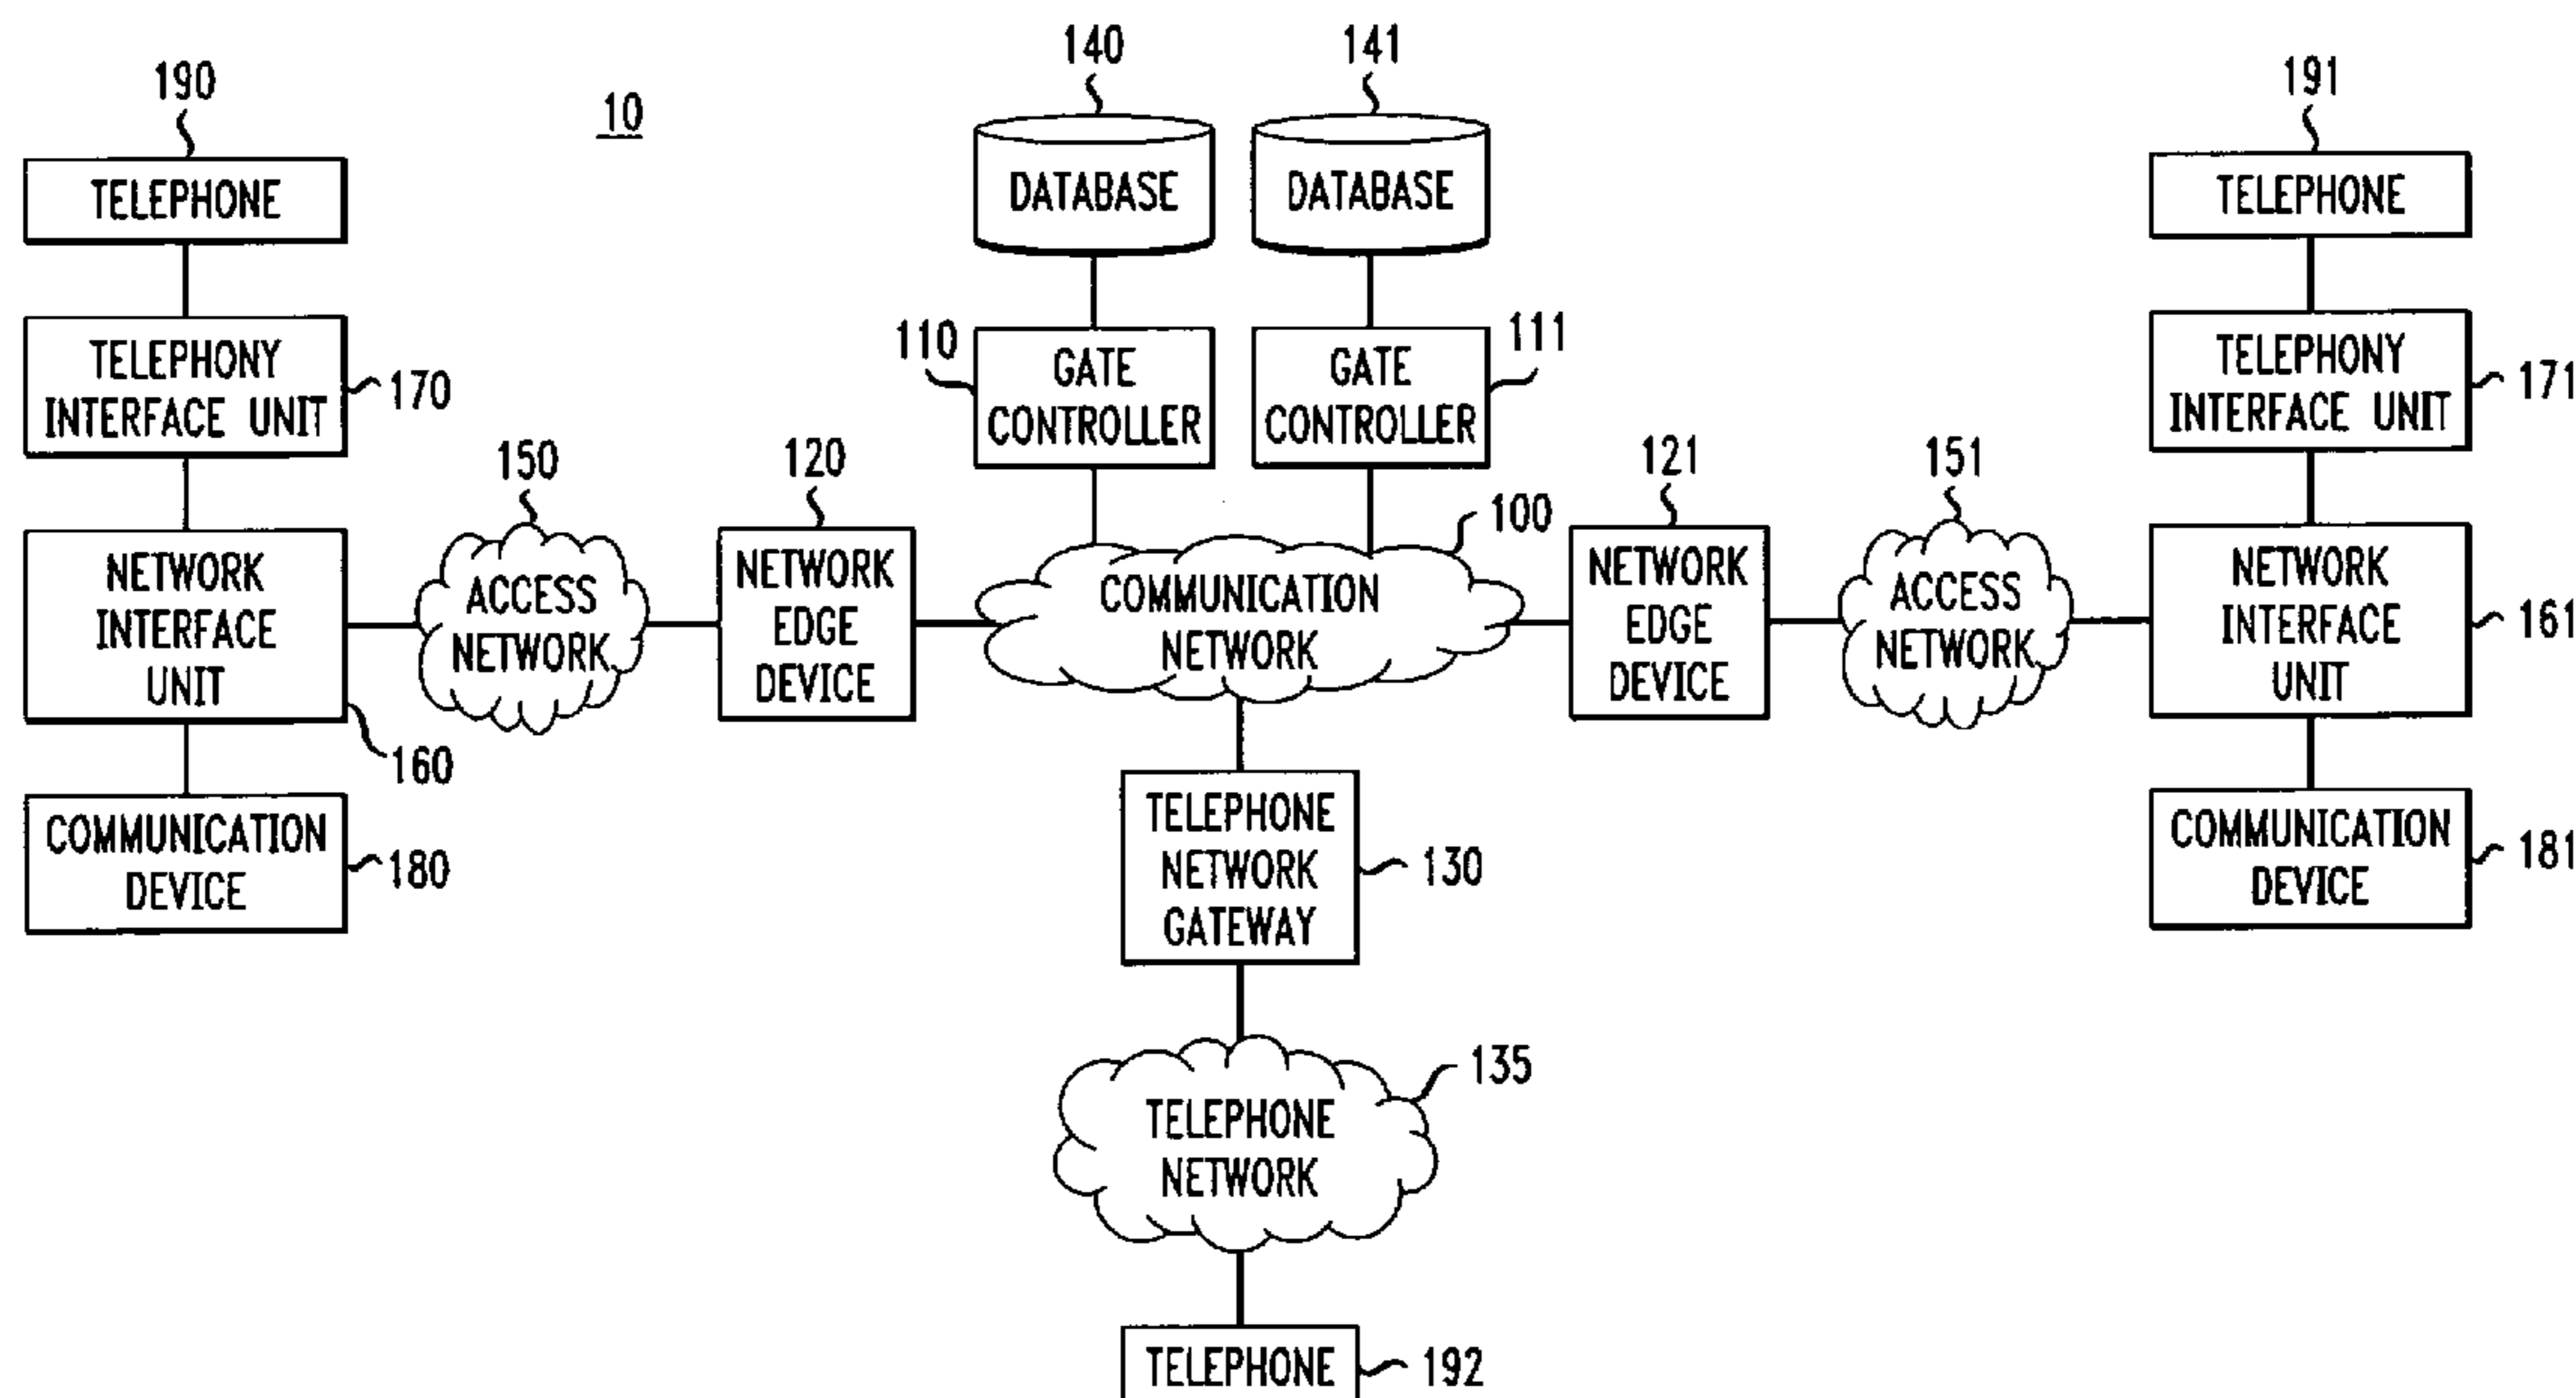 140
141
190
10
191
TELEPHONE
DATABASE
DATABASE
TELEPHONE
TELEPHONY
INTERFACE UNIT
170
110
GATE
CONTROLLER
GATE
CONTROLLER
111
TELEPHONY
INTERFACE UNIT
171
150
120
121
151
100
NETWORK
INTERFACE
UNIT
160
ACCESS
NETWORK
NETWORK
EDGE
DEVICE
COMMUNICATION
NETWORK
NETWORK
EDGE
DEVICE
ACCESS
NETWORK
NETWORK
INTERFACE
UNIT
161
COMMUNICATION
DEVICE
180
TELEPHONE
NETWORK
GATEWAY
130
COMMUNICATION
DEVICE
181
TELEPHONE
NETWORK
135
TELEPHONE
192